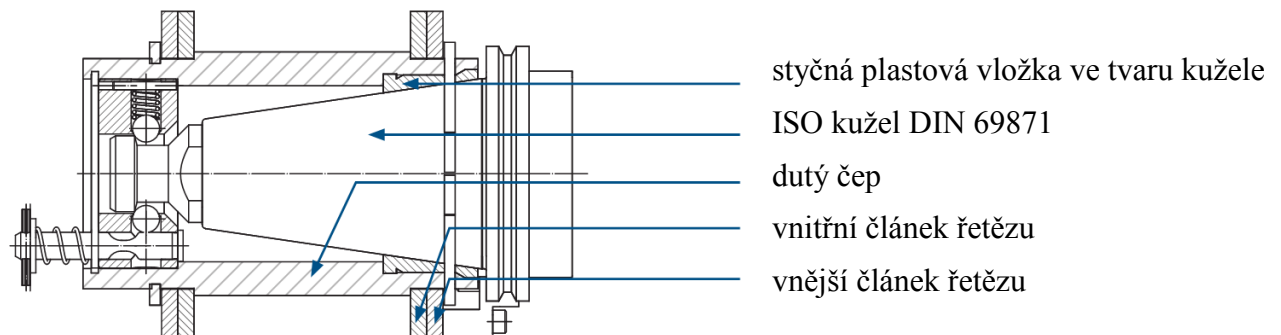 styčná plastová vložka ve tvaru kužele
ISO kužel DIN 69871
dutý čep
vnitřní článek řetězu
vnější článek řetězu